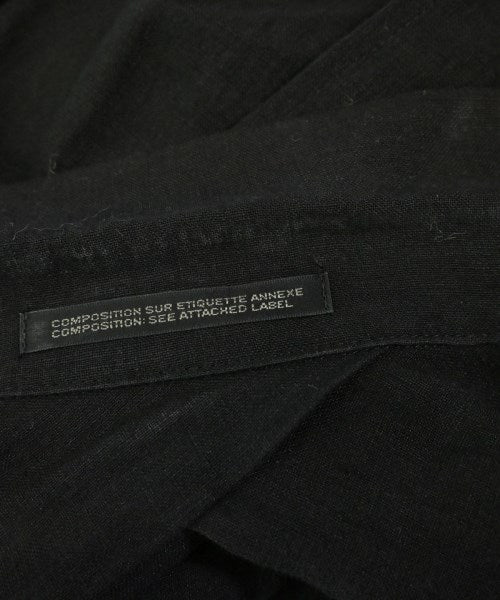 COMPOSITION SUR ETIQUETTE ANNEXE
COMPOSITION: SEE ATTACHED LABEL